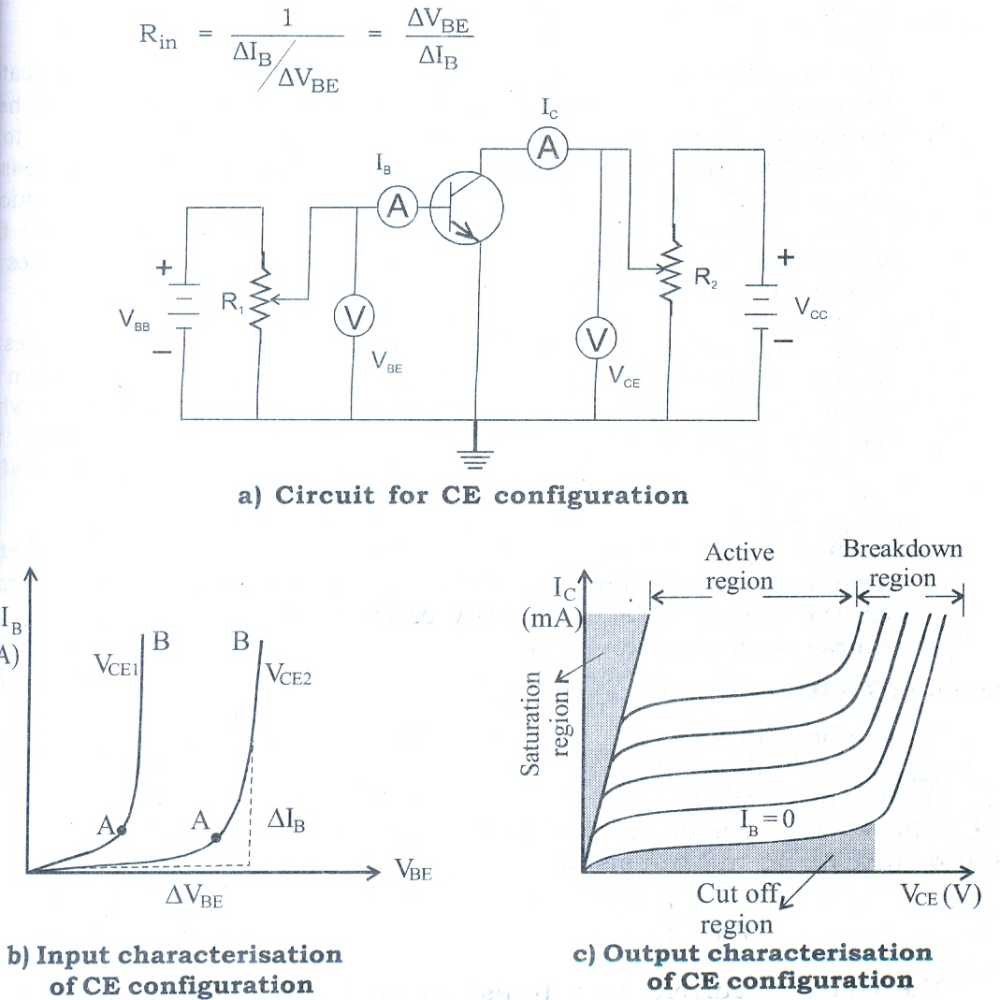 R_in = 1 / (ΔI_B / ΔV_BE) = ΔV_BE / ΔI_B
I_C
A
I_B
A
+
+
R_1
R_2
V_BB
V
V_CC
V
−
−
V_BE
V_CE
a) Circuit for CE configuration
I_B
A)
B
B
V_CE1
V_CE2
A
A
ΔI_B
V_BE
ΔV_BE
b) Input characterisation
of CE configuration
Active
region
Breakdown
region
I_C
(mA)
Saturation
region
I_B = 0
Cut off
region
V_CE (V)
c) Output characterisation
of CE configuration